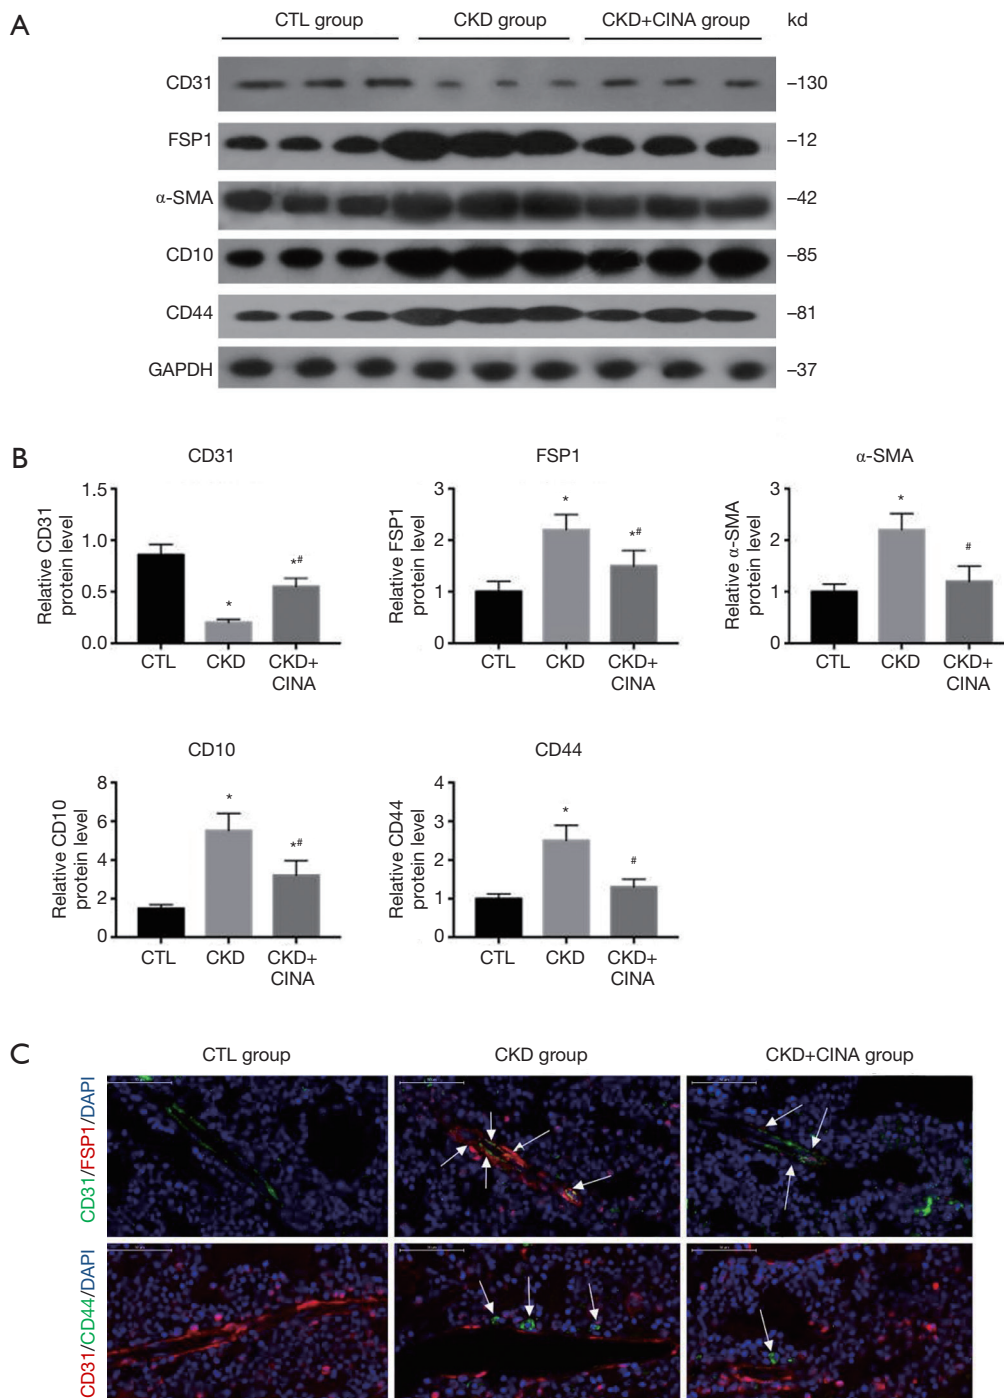 A
CTL group CKD group CKD+CINA group kd
CD31 –130
FSP1 –12
α-SMA –42
CD10 –85
CD44 –81
GAPDH –37
B
CD31
Relative CD31
protein level
1.5
1.0
0.5
0.0
*
*#
CTL CKD CKD+
CINA
FSP1
Relative FSP1
protein level
3
2
1
0
*
*#
CTL CKD CKD+
CINA
α-SMA
Relative α-SMA
protein level
3
2
1
0
*
#
CTL CKD CKD+
CINA
CD10
Relative CD10
protein level
8
6
4
2
0
*
*#
CTL CKD CKD+
CINA
CD44
Relative CD44
protein level
4
3
2
1
0
*
#
CTL CKD CKD+
CINA
C
CTL group CKD group CKD+CINA group
CD31/FSP1/DAPI
CD31/CD44/DAPI